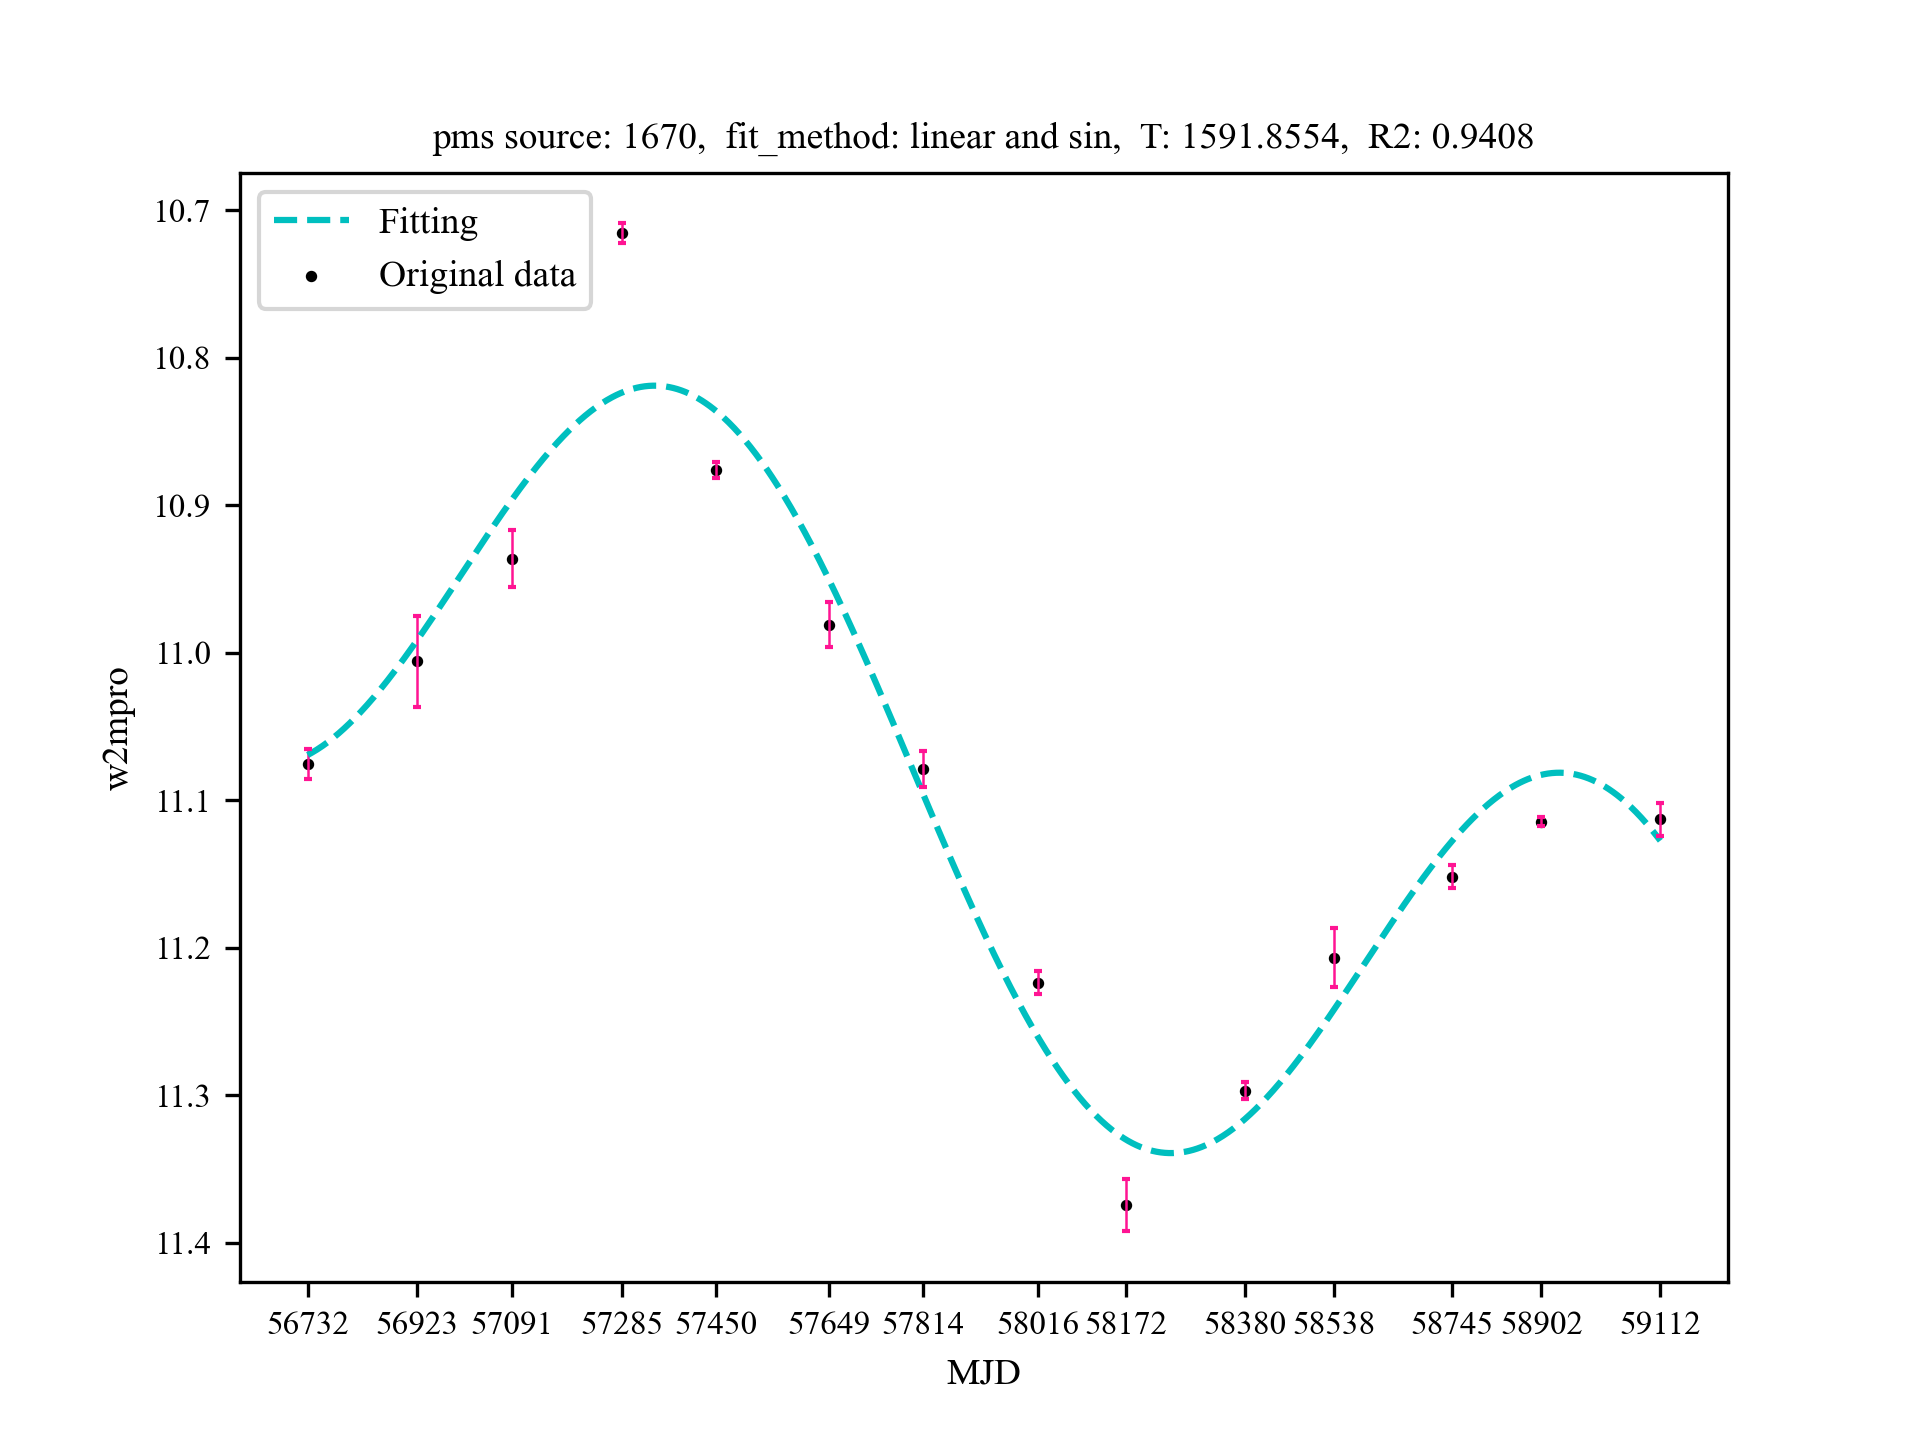 pms source: 1670, fit_method: linear and sin, T: 1591.8554, R2: 0.9408
Fitting
Original data
10.7
10.8
10.9
11.0
11.1
11.2
11.3
11.4
w2mpro
56732 56923 57091 57285 57450 57649 57814 58016 58172 58380 58538 58745 58902 59112
MJD